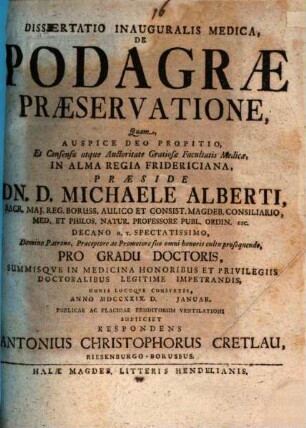 16
DISSERTATIO INAUGURALIS MEDICA,
DE
PODAGRÆ
PRÆSERVATIONE,
Quam,
AUSPICE DEO PROPITIO,
Et Consensu atque Auctoritate Gratiosæ Facultatis Medicæ,
IN ALMA REGIA FRIDERICIANA,
PRÆSIDE
DN. D. MICHAELE ALBERTI,
SACR. MAJ. REG. BORUSS. AULICO ET CONSIST. MAGDEB. CONSILIARIO,
MED. ET PHILOS. NATUR. PROFESSORE PUBL. ORDIN. etc.
DECANO n. t. SPECTATISSIMO,
Domino Patrono, Præceptore ac Promotore suo omni honoris cultu prosequendo,
PRO GRADU DOCTORIS,
SUMMISQVE IN MEDICINA HONORIBUS ET PRIVILEGIIS
DOCTORALIBUS LEGITIME IMPETRANDIS,
HORIS LOCOQUE CONSVETIS,
ANNO MDCCXXIX. D. JANUAR.
PUBLICÆ AC PLACIDÆ ERUDITORUM VENTILATIONI
SUBJICIET
RESPONDENS
ANTONIUS CHRISTOPHORUS CRETLAU,
RIESENBURGO-BORUSSUS.
HALÆ MAGDEB, LITTERIS HENDELIANIS.